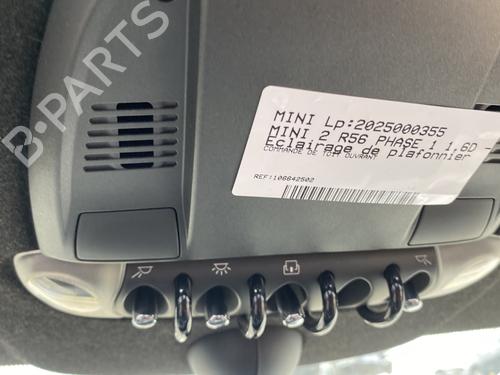 B-PARTS
MINI Lp:2025000355
MINI 2 R56 PHASE 1 1.6D -
Eclairage de plafonnier
COMMANDE DE TOIT OUVRANT
REF:106842502